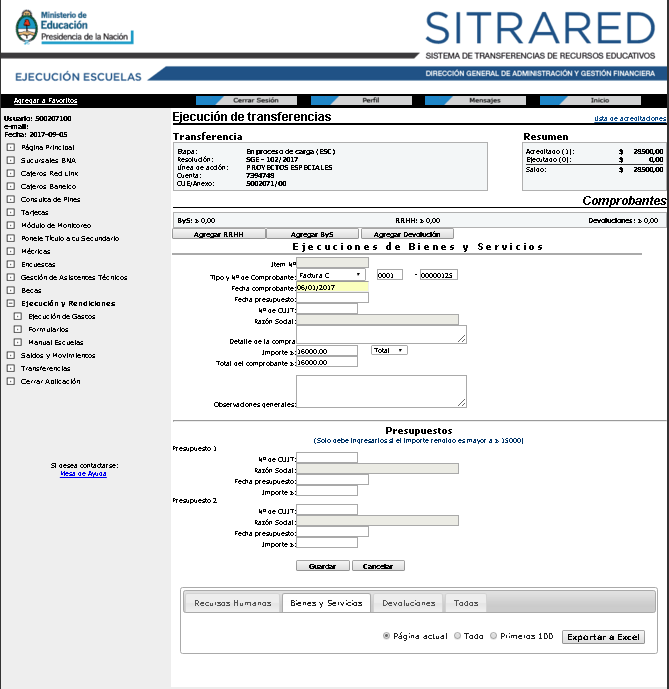 Ministerio de
Educación
Presidencia de la Nación
SITRARED
SISTEMA DE TRANSFERENCIAS DE RECURSOS EDUCATIVOS
EJECUCIÓN ESCUELAS
DIRECCIÓN GENERAL DE ADMINISTRACIÓN Y GESTIÓN FINANCIERA
Agregar a Favoritos
Cerrar Sesión
Perfil
Mensajes
Inicio
Usuario: 500207100
e-mail:
Fecha: 2017-09-05
Página Principal
Sucursales BNA
Cajeros Red Link
Cajeros Banelco
Consulta de Pines
Tarjetas
Módulo de Monitoreo
Ponele Título a tu Secundario
Métricas
Encuestas
Gestión de Asistentes Técnicos
Becas
Ejecución y Rendiciones
Ejecución de Gastos
Formularios
Manual Escuelas
Saldos y Movimientos
Transferencias
Cerrar Aplicación
Si desea contactarse:
Mesa de Ayuda
Ejecución de transferencias
Lista de acreditaciones
Transferencia
Etapa: En proceso de carga (ESC)
Resolución: SGE - 102/2017
Línea de acción: PROYECTOS ESPECIALES
Cuenta: 7394749
CUE/Anexo: 5002071/00
Resumen
Acreditado (1): $ 29500,00
Ejecutado (0): $ 0,00
Saldo: $ 29500,00
Comprobantes
ByS: $ 0,00
RRHH: $ 0,00
Devoluciones: $ 0,00
Agregar RRHH
Agregar ByS
Agregar Devolución
Ejecuciones de Bienes y Servicios
Item Nº
Tipo y Nº de Comprobante: Factura C 0001 - 00000125
Fecha comprobante: 06/01/2017
Fecha presupuesto:
Nº de CUIT:
Razón Social:
Detalle de la compra
Importe $: 16000.00 Total
Total del comprobante $: 16000.00
Observaciones generales:
Presupuestos
(Solo debe ingresarlos si el importe rendido es mayor a $ 15000)
Presupuesto 1
Nº de CUIT:
Razón Social:
Fecha presupuesto:
Importe $:
Presupuesto 2
Nº de CUIT:
Razón Social:
Fecha presupuesto:
Importe $:
Guardar
Cancelar
Recursos Humanos
Bienes y Servicios
Devoluciones
Todos
Página actual
Todo
Primeros 100
Exportar a Excel